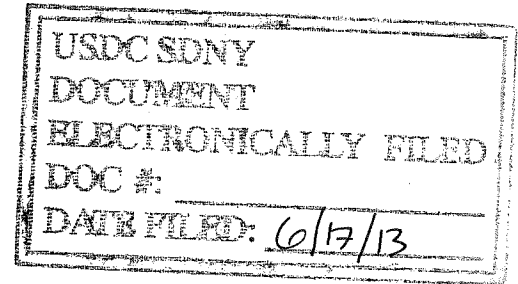 USDC SDNY
DOCUMENT
ELECTRONICALLY FILED
DOC #:
DATE FILED: 6/17/13